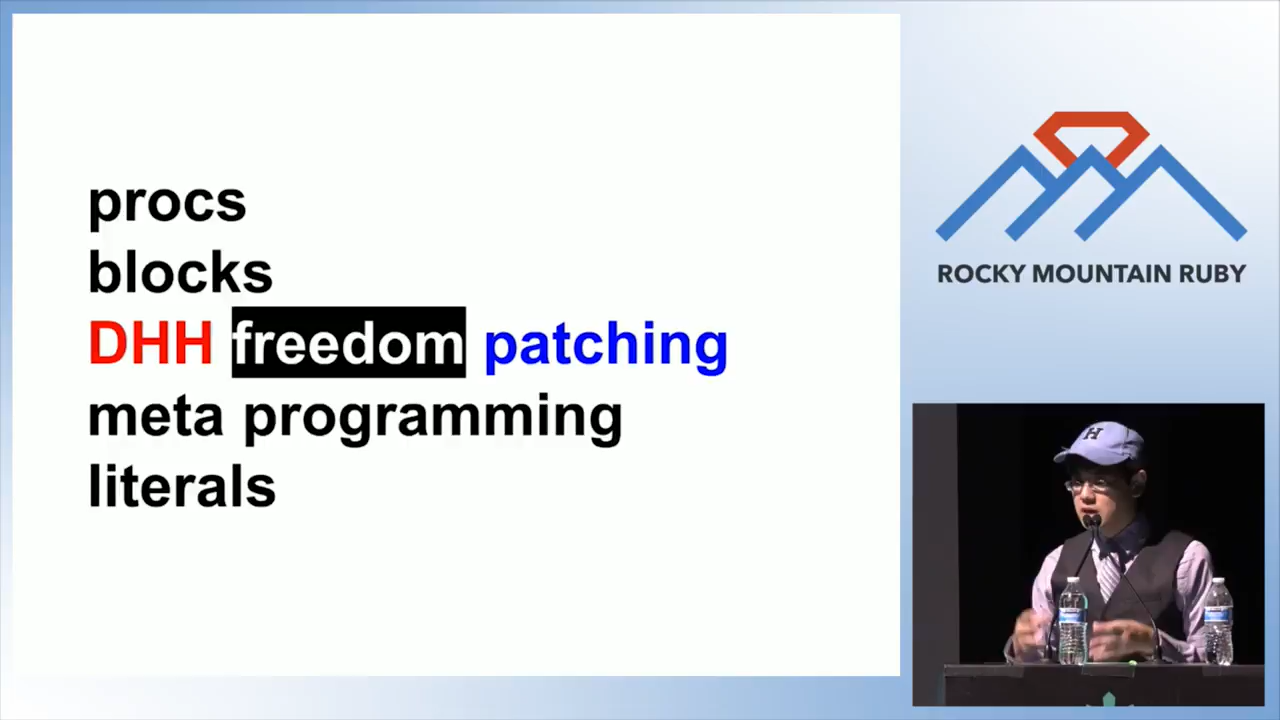 procs
blocks
DHH freedom patching
meta programming
literals
ROCKY MOUNTAIN RUBY
H